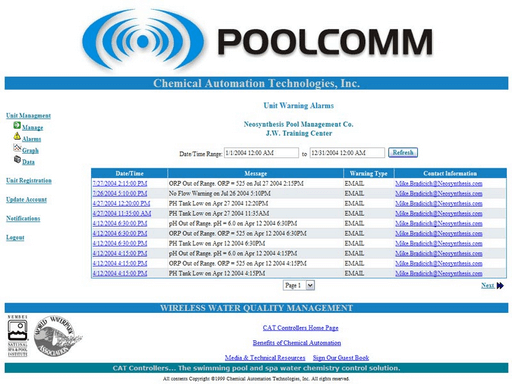 POOLCOMM
Chemical Automation Technologies, Inc.
Unit Warning Alarms
Neosynthesis Pool Management Co.
J.W. Training Center
Unit Managment
Manage
Alarms
Graph
Data
Unit Registration
Update Account
Notifications
Logout
Date/Time Range: 1/1/2004 12:00 AM to 12/31/2004 12:00 AM Refresh
Date/Time Message Warning Type Contact Information
7/27/2004 2:15:00 PM ORP Out of Range. ORP = 525 on Jul 27 2004 2:15PM EMAIL Mike.Bradicich@Neosynthesis.com
7/26/2004 5:10:00 PM No Flow Warning on Jul 26 2004 5:10PM EMAIL Mike.Bradicich@Neosynthesis.com
4/27/2004 12:20:00 PM PH Tank Low on Apr 27 2004 12:20PM EMAIL Mike.Bradicich@Neosynthesis.com
4/27/2004 11:35:00 AM PH Tank Low on Apr 27 2004 11:35AM EMAIL Mike.Bradicich@Neosynthesis.com
4/12/2004 6:30:00 PM pH Out of Range. pH = 6.0 on Apr 12 2004 6:30PM EMAIL Mike.Bradicich@Neosynthesis.com
4/12/2004 6:30:00 PM ORP Out of Range. ORP = 525 on Apr 12 2004 6:30PM EMAIL Mike.Bradicich@Neosynthesis.com
4/12/2004 6:30:00 PM PH Tank Low on Apr 12 2004 6:30PM EMAIL Mike.Bradicich@Neosynthesis.com
4/12/2004 4:15:00 PM pH Out of Range. pH = 6.0 on Apr 12 2004 4:15PM EMAIL Mike.Bradicich@Neosynthesis.com
4/12/2004 4:15:00 PM ORP Out of Range. ORP = 525 on Apr 12 2004 4:15PM EMAIL Mike.Bradicich@Neosynthesis.com
4/12/2004 4:15:00 PM PH Tank Low on Apr 12 2004 4:15PM EMAIL Mike.Bradicich@Neosynthesis.com
Page 1 Next
WIRELESS WATER QUALITY MANAGEMENT
MEMBER
NATIONAL
SPA & POOL
INSTITUTE
WORLD WATERPARK
ASSOCIATION
CAT Controllers Home Page
Benefits of Chemical Automation
Media & Technical Resources Sign Our Guest Book
CAT Controllers... The swimming pool and spa water chemistry control solution.
All contents Copyright ©1999 Chemical Automation Technologies, Inc. All rights reserved.